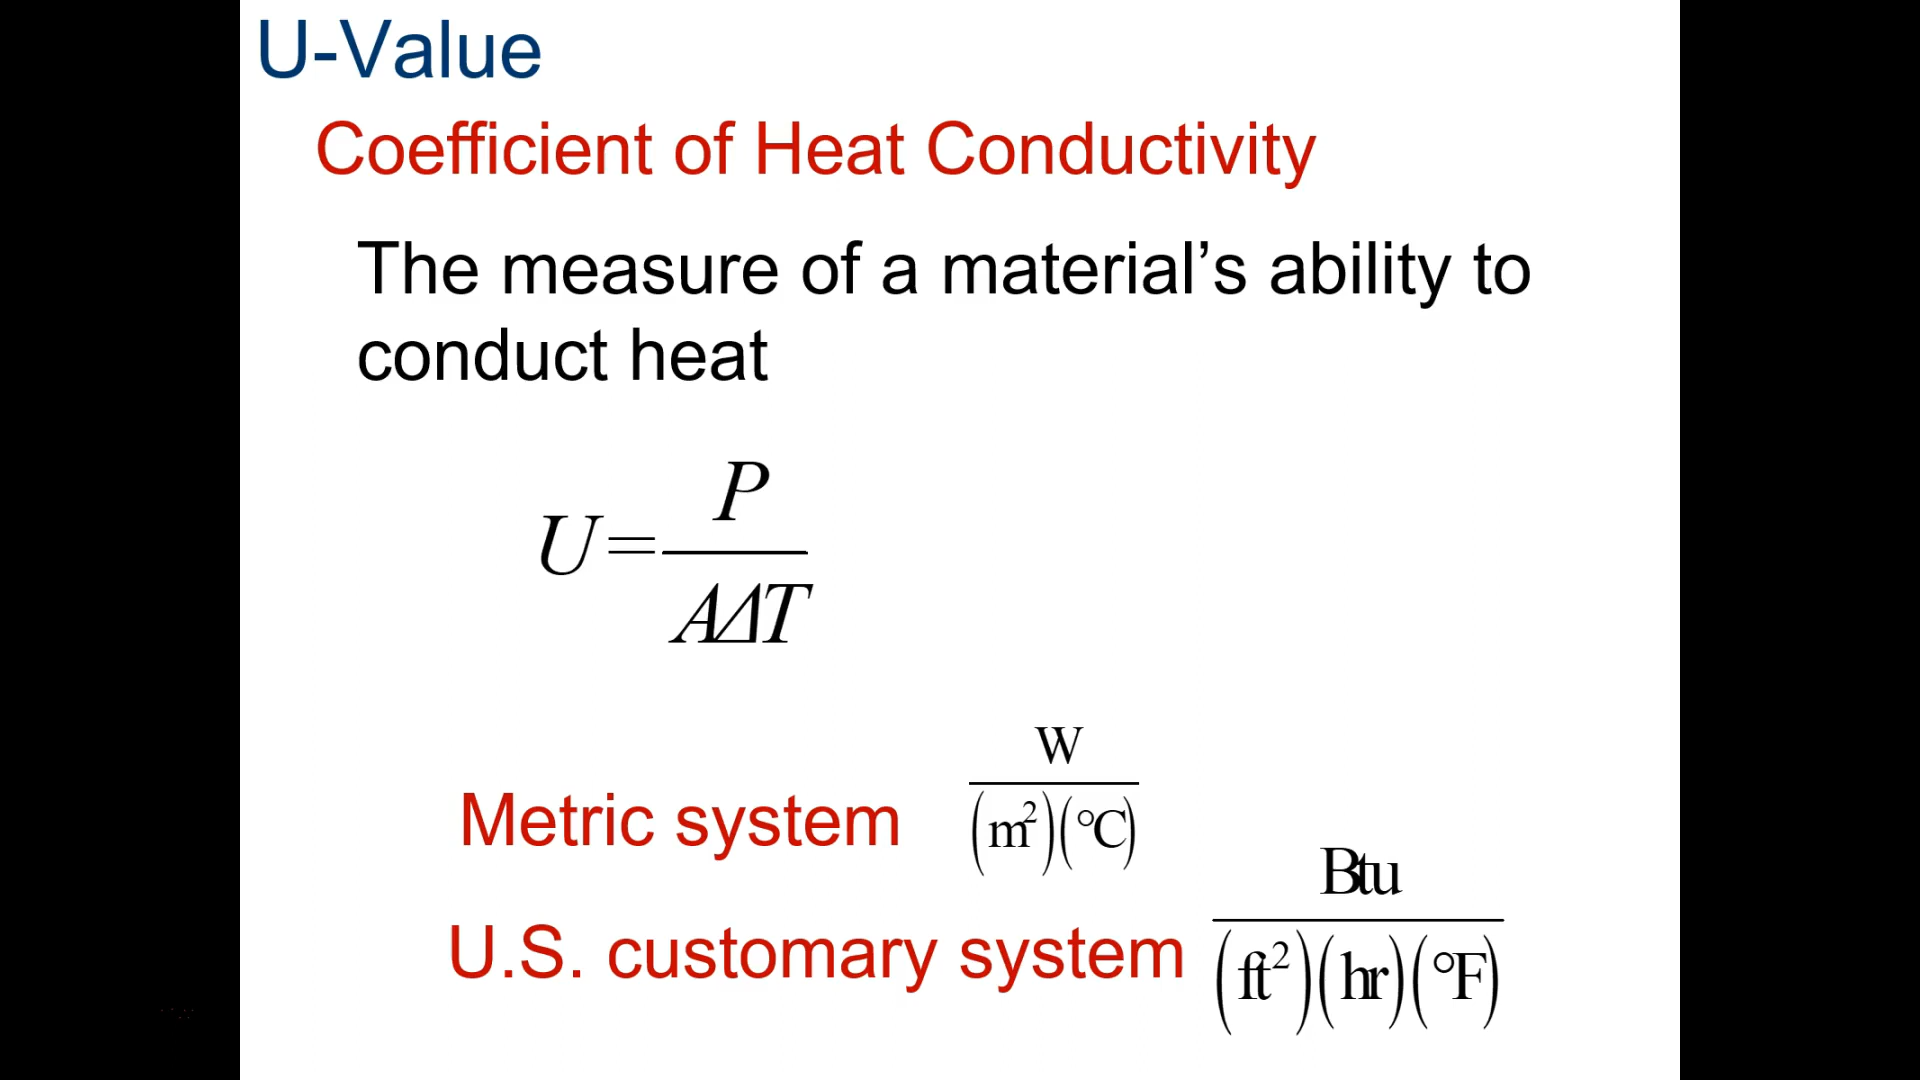 U-Value
Coefficient of Heat Conductivity
The measure of a material’s ability to
conduct heat
U = P / AΔT
Metric system W / (m²)(°C)
U.S. customary system Btu / (ft²)(hr)(°F)